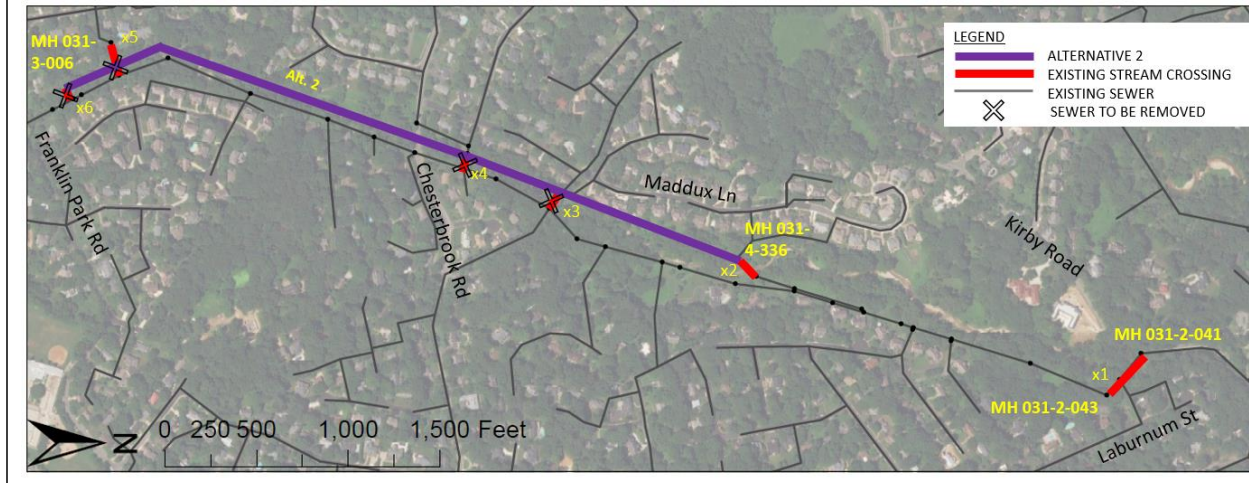 MH 031-
3-006
x5
x6
Alt. 2
LEGEND
ALTERNATIVE 2
EXISTING STREAM CROSSING
EXISTING SEWER
SEWER TO BE REMOVED
Franklin Park Rd
Chesterbrook Rd
x4
x3
Maddux Ln
MH 031-
4-336
x2
Kirby Road
MH 031-2-041
x1
MH 031-2-043
Laburnum St
N
0 250 500 1,000 1,500 Feet